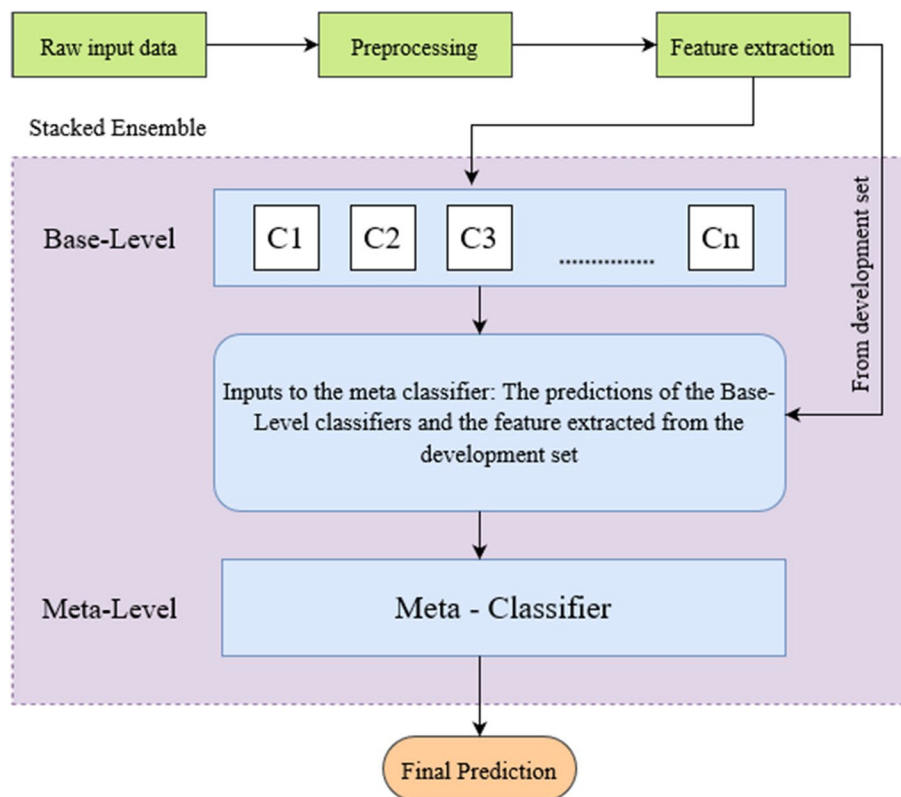 Raw input data
Preprocessing
Feature extraction
Stacked Ensemble
Base-Level
C1 C2 C3 ............... Cn
From development set
Inputs to the meta classifier: The predictions of the Base-
Level classifiers and the feature extracted from the
development set
Meta-Level
Meta - Classifier
Final Prediction